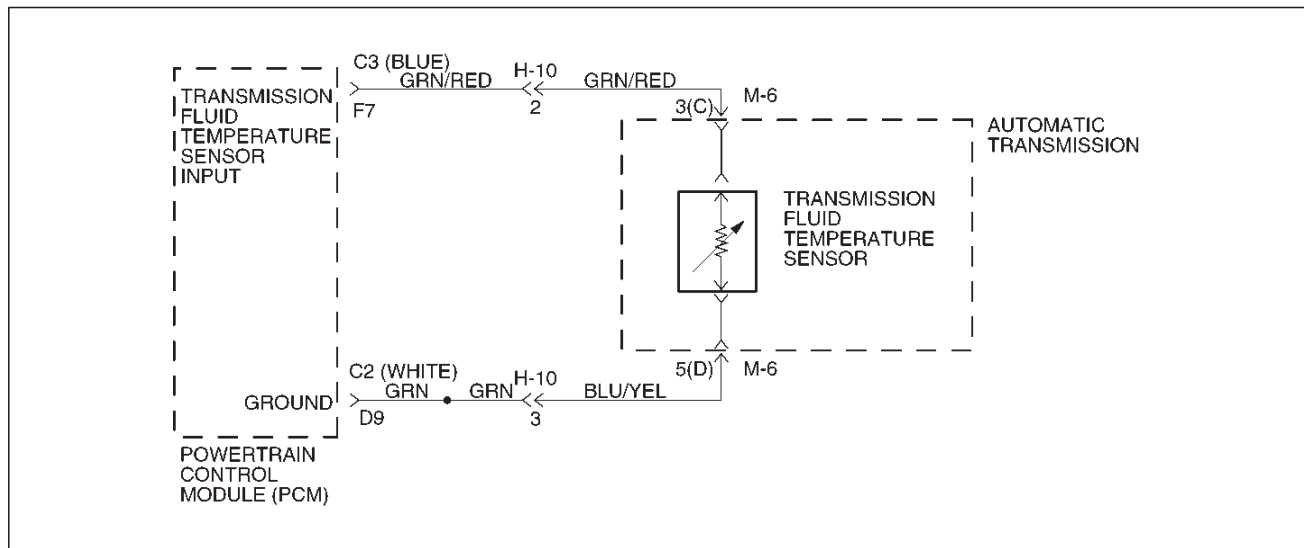 C3 (BLUE)
GRN/RED
H-10
GRN/RED
F7
2
3(C)
M-6
TRANSMISSION
FLUID
TEMPERATURE
SENSOR
INPUT
AUTOMATIC
TRANSMISSION
TRANSMISSION
FLUID
TEMPERATURE
SENSOR
C2 (WHITE)
GRN
GRN
H-10
BLU/YEL
5(D)
M-6
GROUND
D9
3
POWERTRAIN
CONTROL
MODULE (PCM)